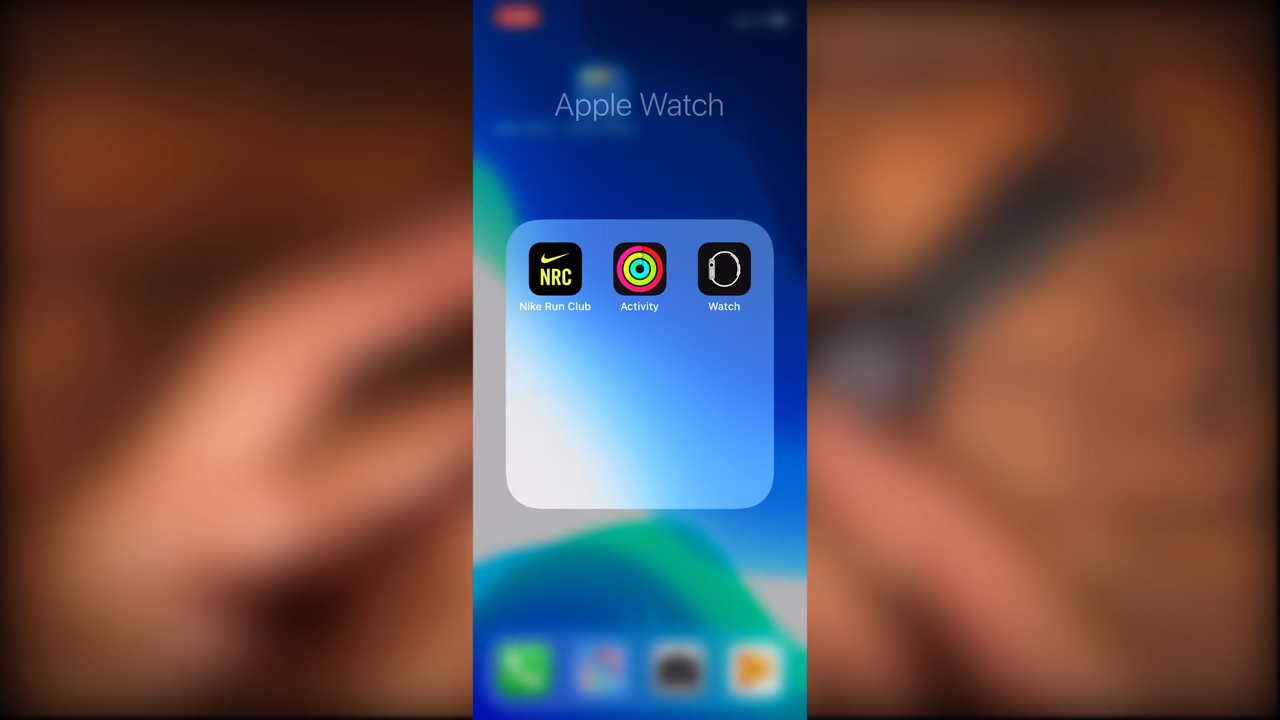 Apple Watch
NRC
Nike Run Club
Activity
Watch